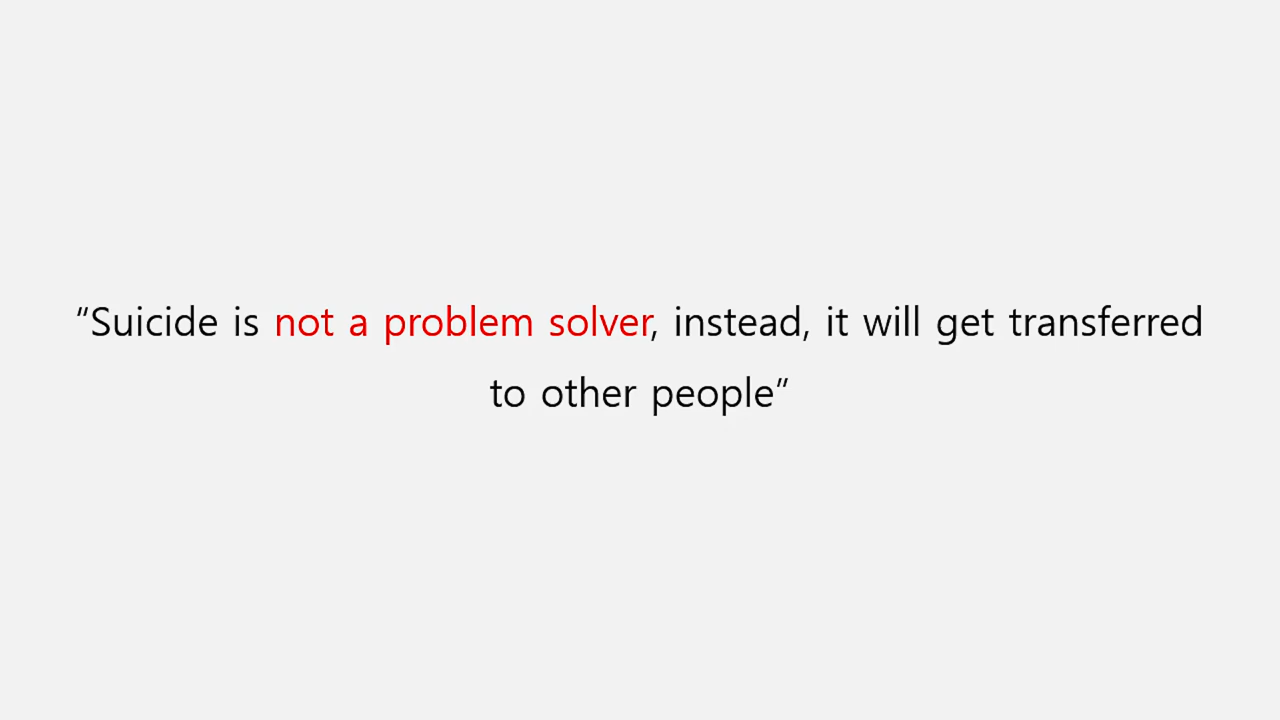 “Suicide is not a problem solver, instead, it will get transferred
to other people”